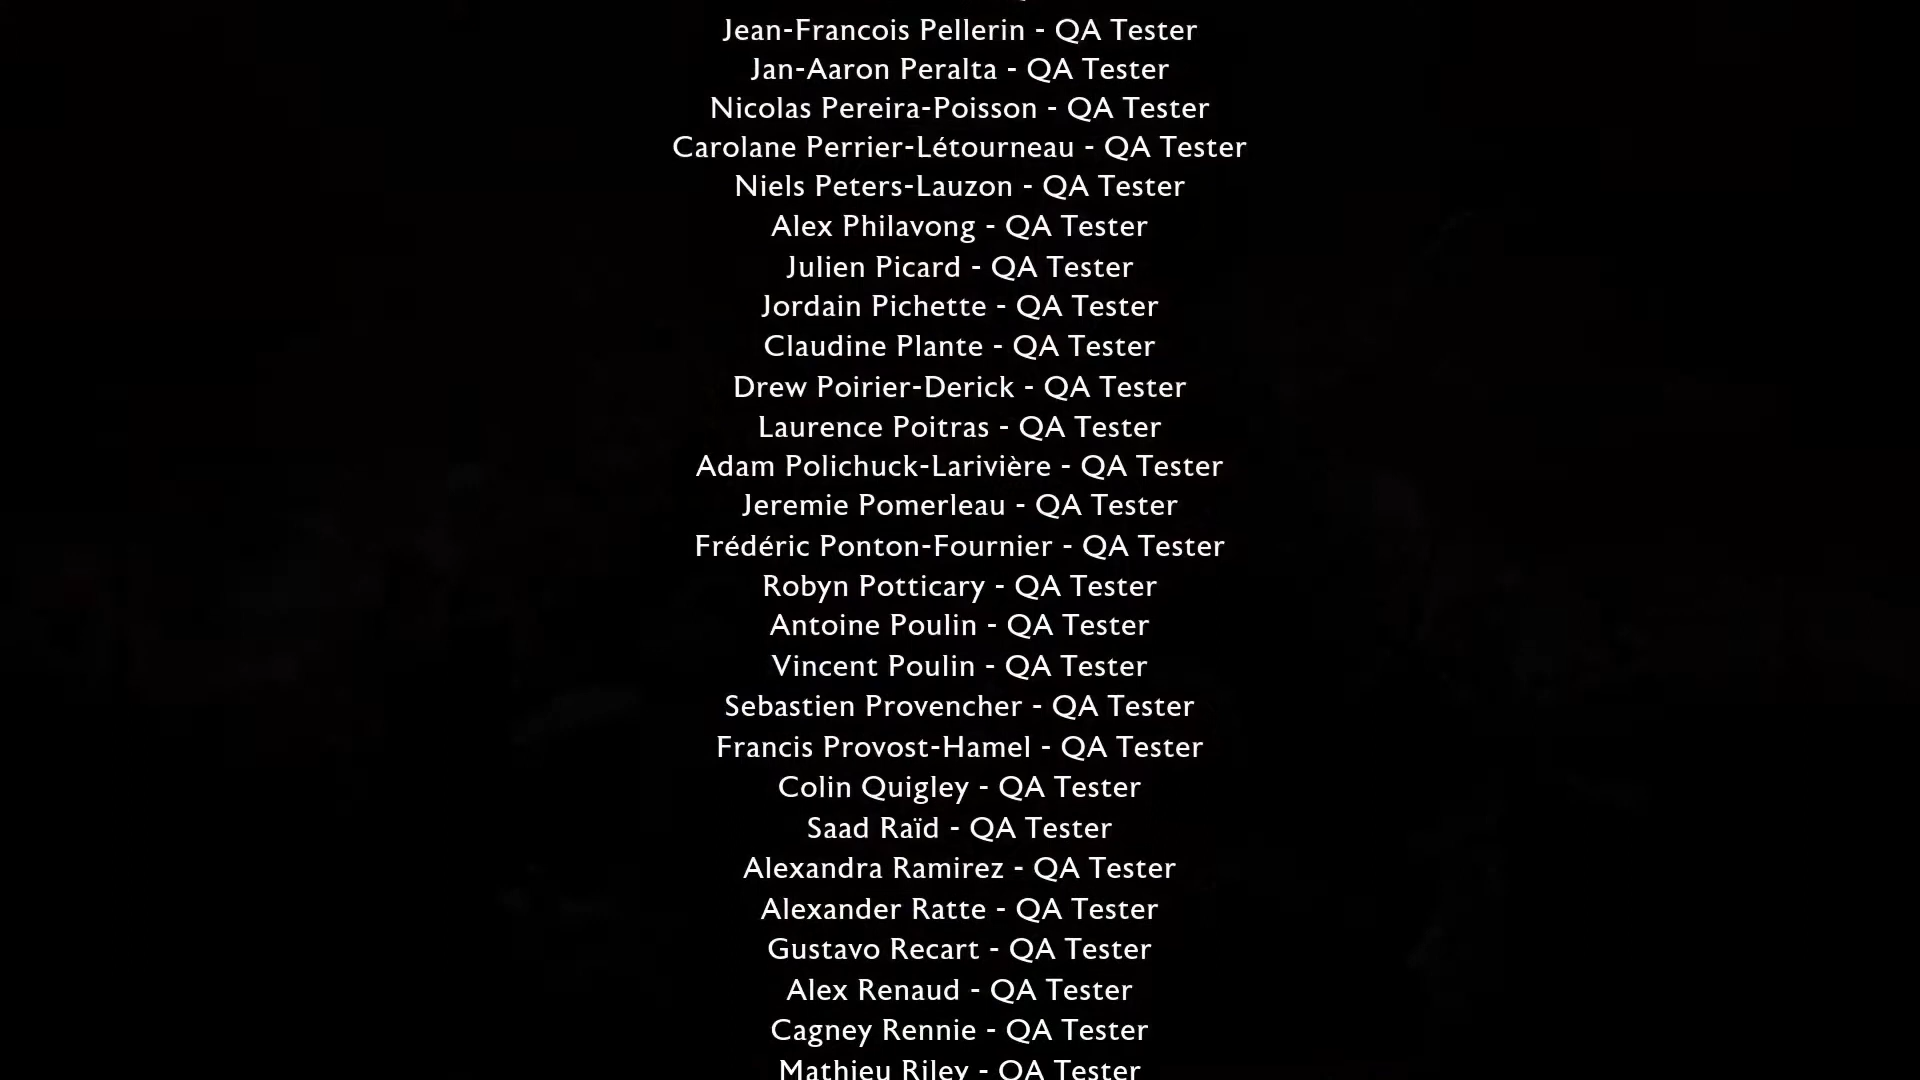 Jean-Francois Pellerin - QA Tester
Jan-Aaron Peralta - QA Tester
Nicolas Pereira-Poisson - QA Tester
Carolane Perrier-Létourneau - QA Tester
Niels Peters-Lauzon - QA Tester
Alex Philavong - QA Tester
Julien Picard - QA Tester
Jordain Pichette - QA Tester
Claudine Plante - QA Tester
Drew Poirier-Derick - QA Tester
Laurence Poitras - QA Tester
Adam Polichuck-Larivière - QA Tester
Jeremie Pomerleau - QA Tester
Frédéric Ponton-Fournier - QA Tester
Robyn Potticary - QA Tester
Antoine Poulin - QA Tester
Vincent Poulin - QA Tester
Sebastien Provencher - QA Tester
Francis Provost-Hamel - QA Tester
Colin Quigley - QA Tester
Saad Raïd - QA Tester
Alexandra Ramirez - QA Tester
Alexander Ratte - QA Tester
Gustavo Recart - QA Tester
Alex Renaud - QA Tester
Cagney Rennie - QA Tester
Mathieu Riley - QA Tester